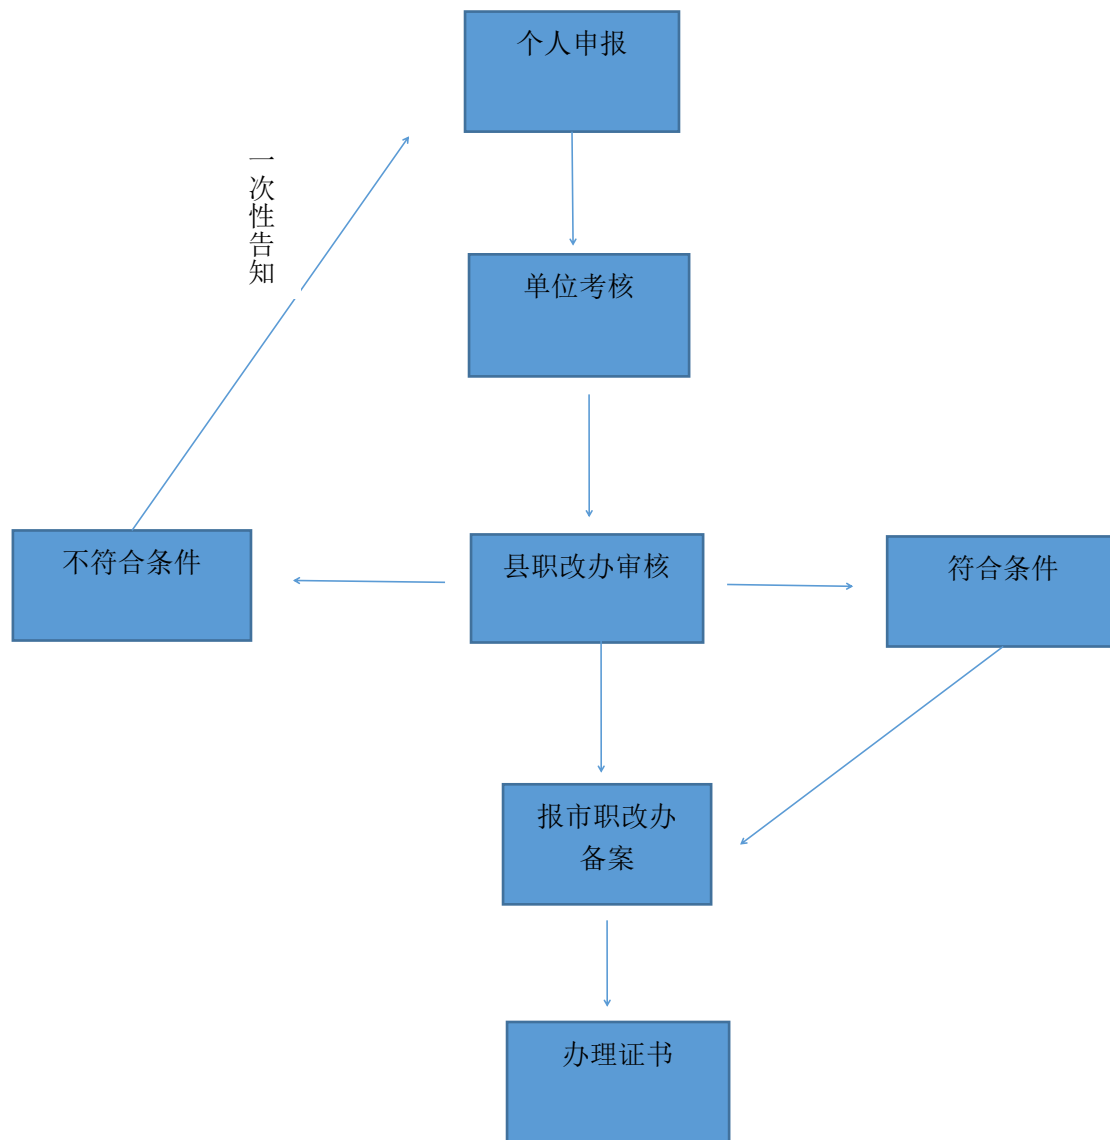 个人申报
一次性告知
单位考核
不符合条件
县职改办审核
符合条件
报市职改办
备案
办理证书